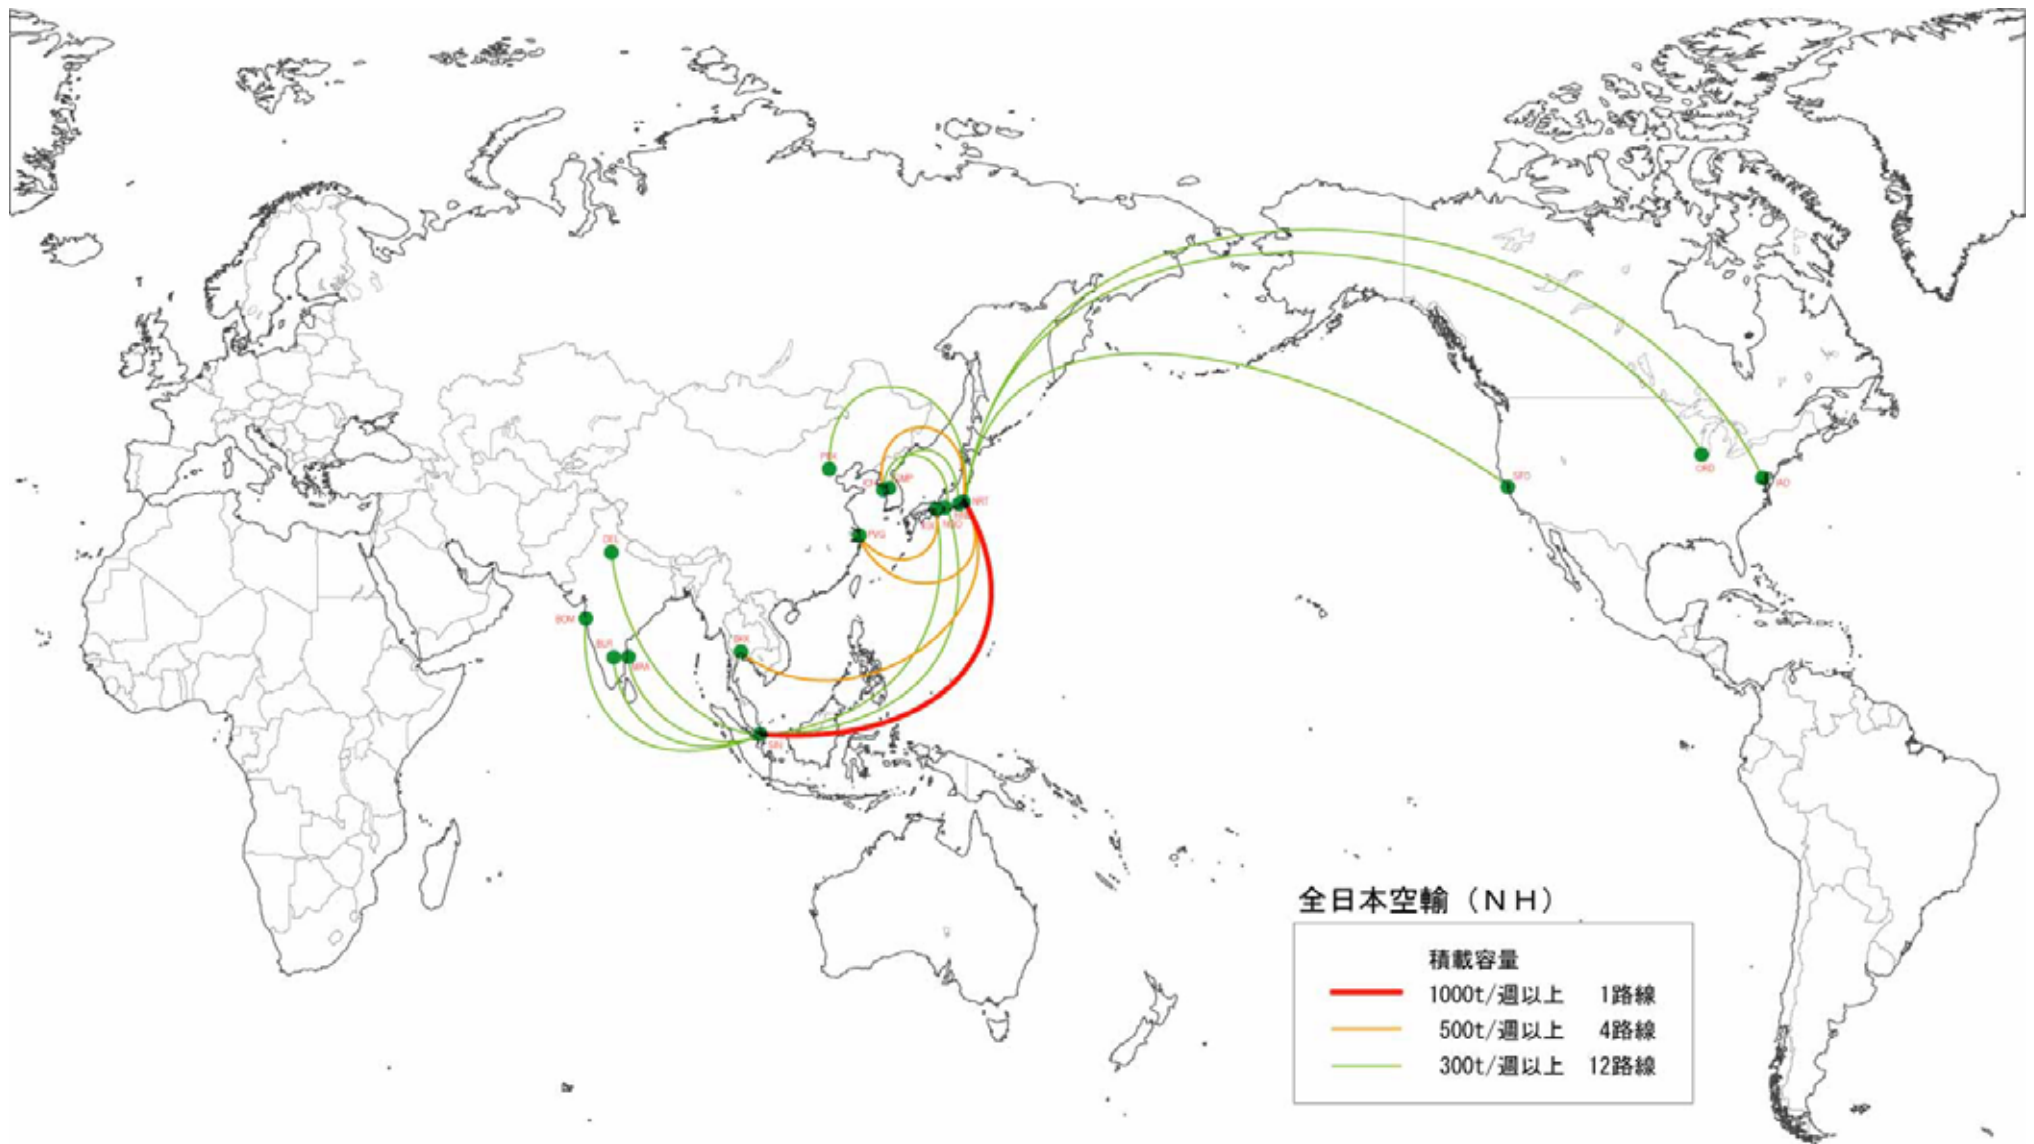 PEK
ICN
GMP
NRT
HND
KIX
NGO
PVG
DEL
BOM
BLR
MAA
BKK
SIN
SFO
ORD
IAD
全日本空輸（ＮＨ）
積載容量
1000t/週以上 1路線
500t/週以上 4路線
300t/週以上 12路線